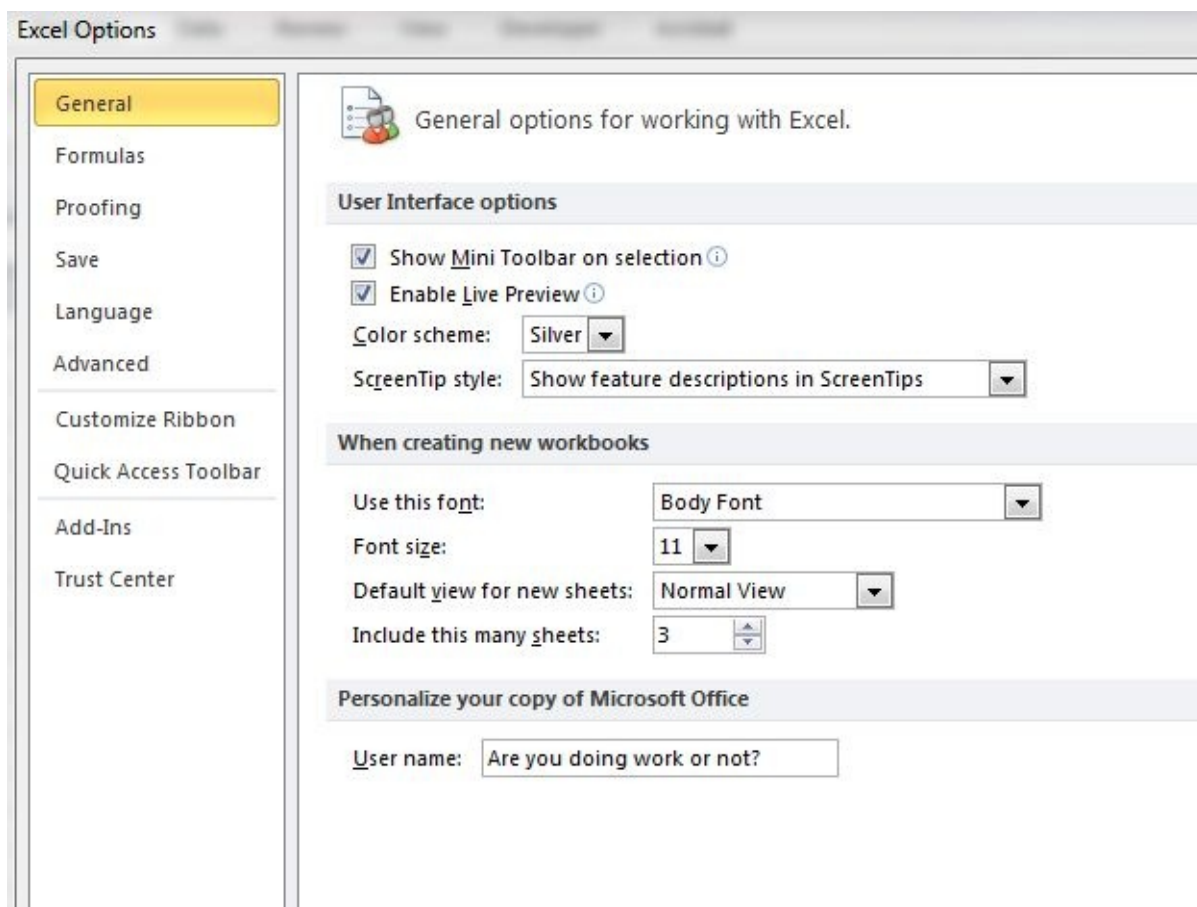 Excel Options
General
Formulas
Proofing
Save
Language
Advanced
Customize Ribbon
Quick Access Toolbar
Add-Ins
Trust Center
General options for working with Excel.
User Interface options
Show Mini Toolbar on selection
Enable Live Preview
Color scheme: Silver
ScreenTip style: Show feature descriptions in ScreenTips
When creating new workbooks
Use this font: Body Font
Font size: 11
Default view for new sheets: Normal View
Include this many sheets: 3
Personalize your copy of Microsoft Office
User name: Are you doing work or not?